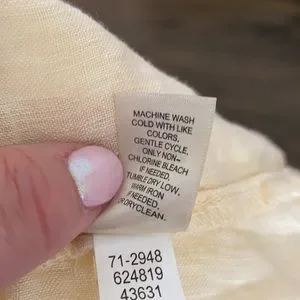 MACHINE WASH
COLD WITH LIKE
COLORS,
GENTLE CYCLE,
ONLY NON-
CHLORINE BLEACH
IF NEEDED,
TUMBLE DRY LOW,
WARM IRON
IF NEEDED,
OR DRYCLEAN.
71-2948
624819
43631